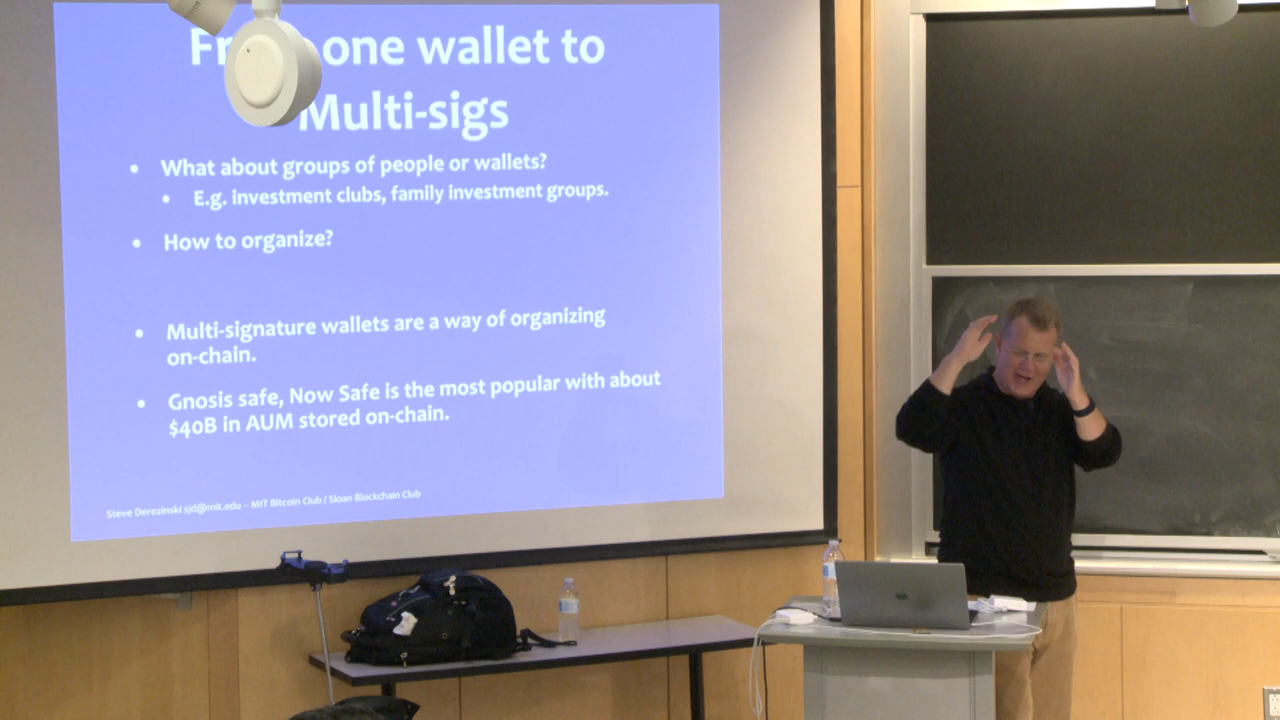 one wallet to
Multi-sigs
• What about groups of people or wallets?
• E.g. investment clubs, family investment groups.
• How to organize?
• Multi-signature wallets are a way of organizing
on-chain.
• Gnosis safe, Now Safe is the most popular with about
$40B in AUM stored on-chain.
Steve Derezinski sjd@mit.edu – MIT Bitcoin Club / Sloan Blockchain Club